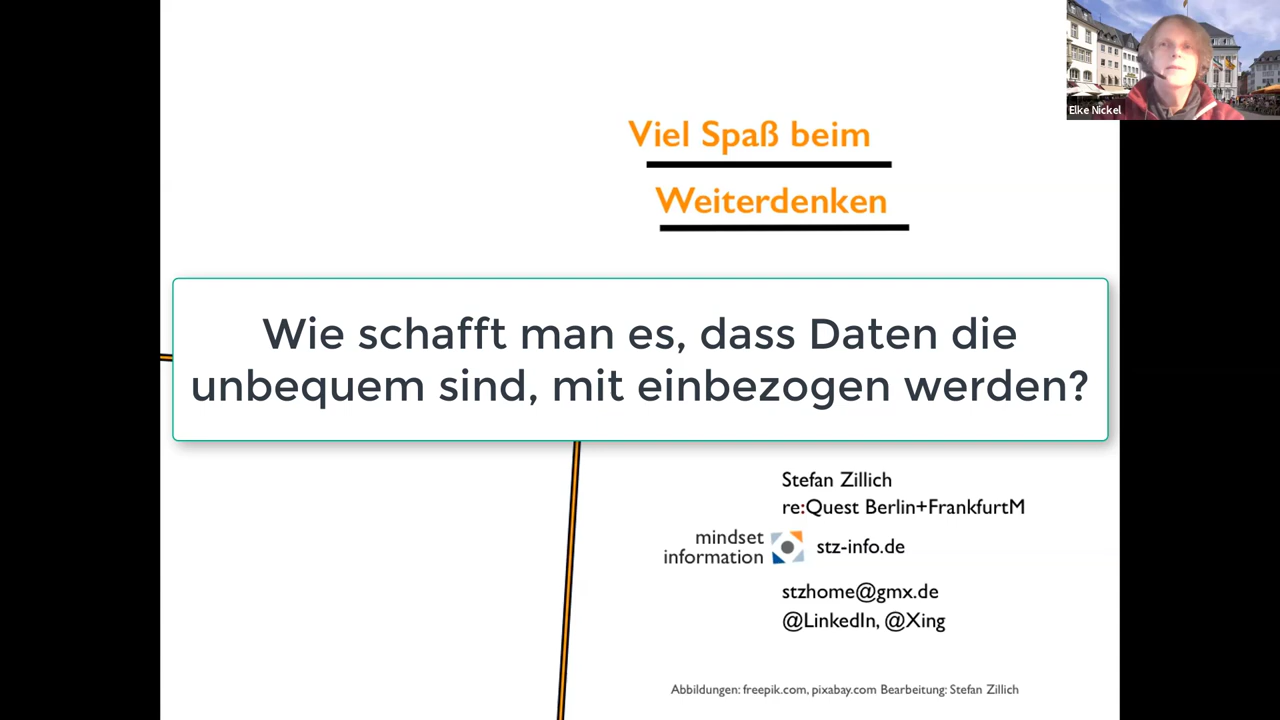 Elke Nickel
Viel Spaß beim
Weiterdenken
Wie schafft man es, dass Daten die
unbequem sind, mit einbezogen werden?
Stefan Zillich
re:Quest Berlin+FrankfurtM
mindset
information
stz-info.de
stzhome@gmx.de
@LinkedIn, @Xing
Abbildungen: freepik.com, pixabay.com Bearbeitung: Stefan Zillich